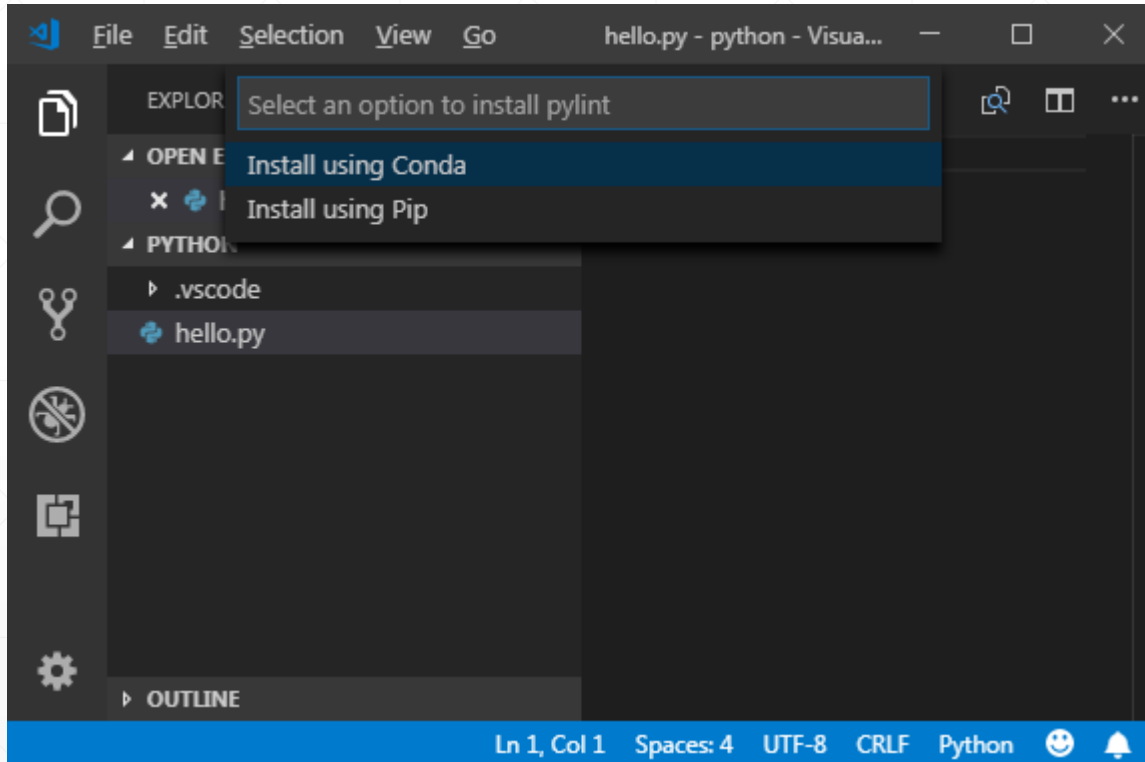 File Edit Selection View Go hello.py - python - Visua...
EXPLOR
Select an option to install pylint
OPEN E
Install using Conda
Install using Pip
PYTHON
.vscode
hello.py
OUTLINE
Ln 1, Col 1 Spaces: 4 UTF-8 CRLF Python